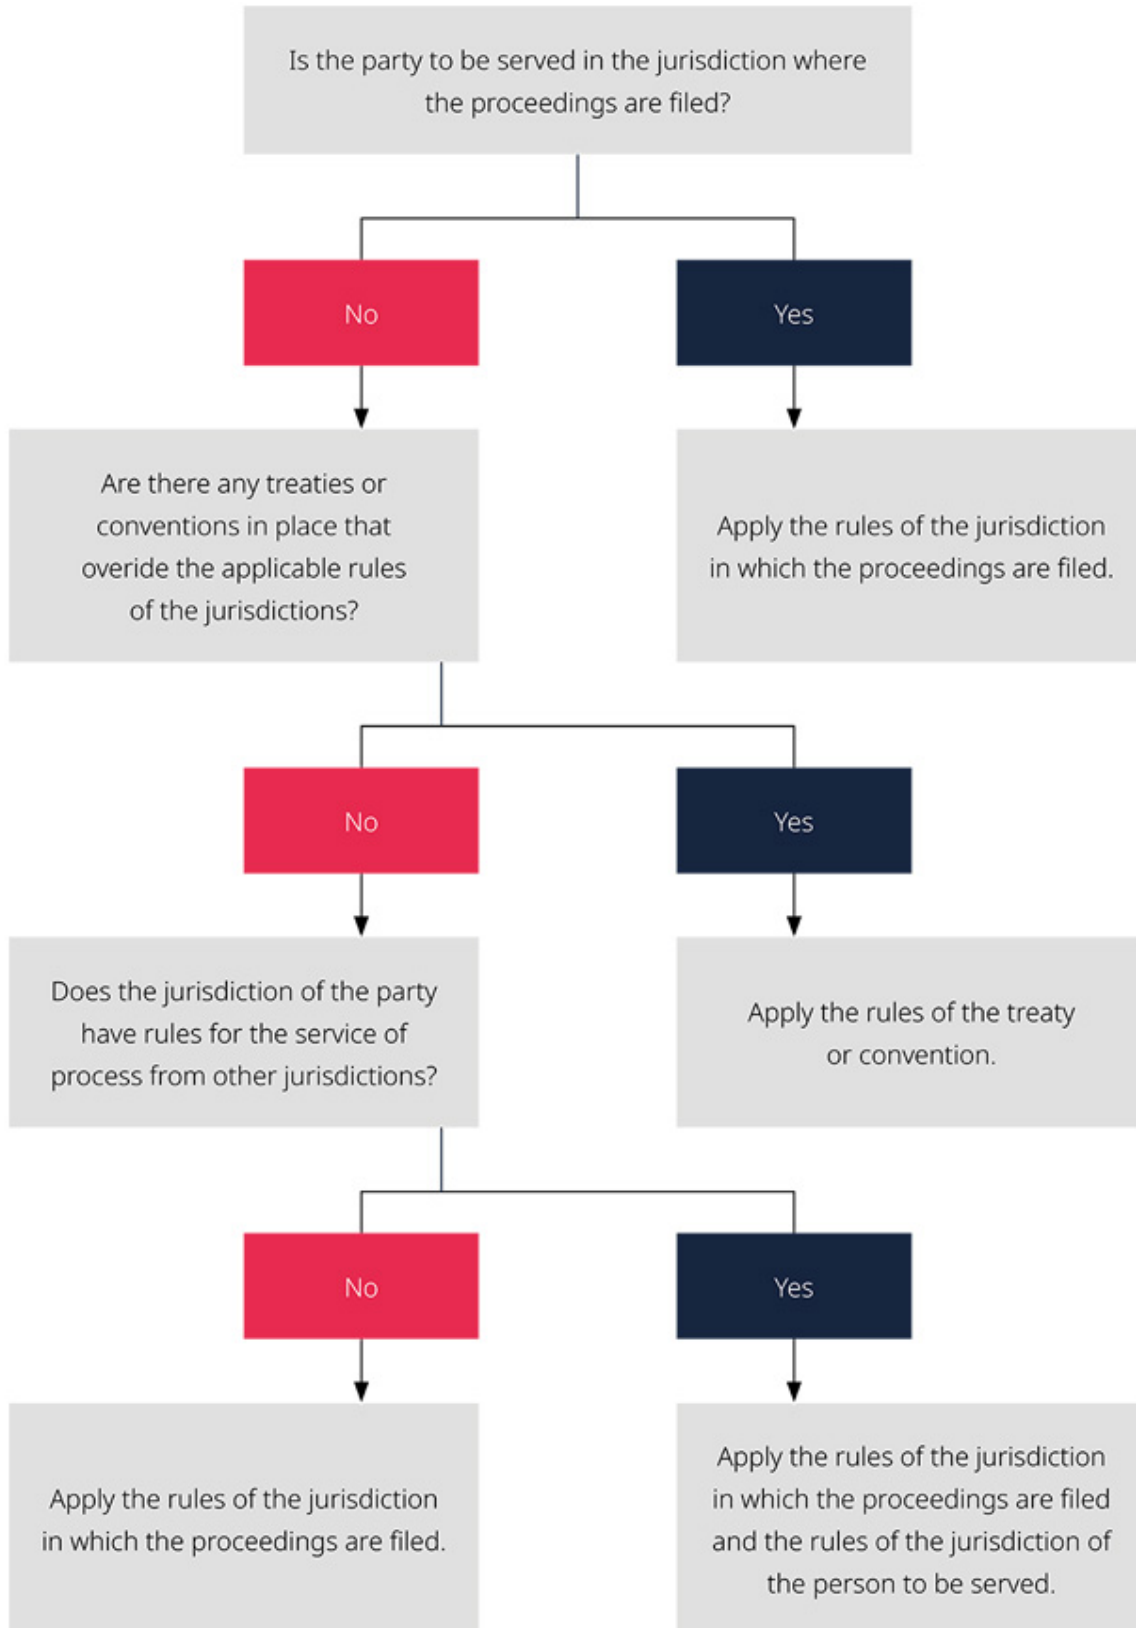 Is the party to be served in the jurisdiction where
the proceedings are filed?
No
Yes
Are there any treaties or
conventions in place that
overide the applicable rules
of the jurisdictions?
Apply the rules of the jurisdiction
in which the proceedings are filed.
No
Yes
Does the jurisdiction of the party
have rules for the service of
process from other jurisdictions?
Apply the rules of the treaty
or convention.
No
Yes
Apply the rules of the jurisdiction
in which the proceedings are filed.
Apply the rules of the jurisdiction
in which the proceedings are filed
and the rules of the jurisdiction of
the person to be served.